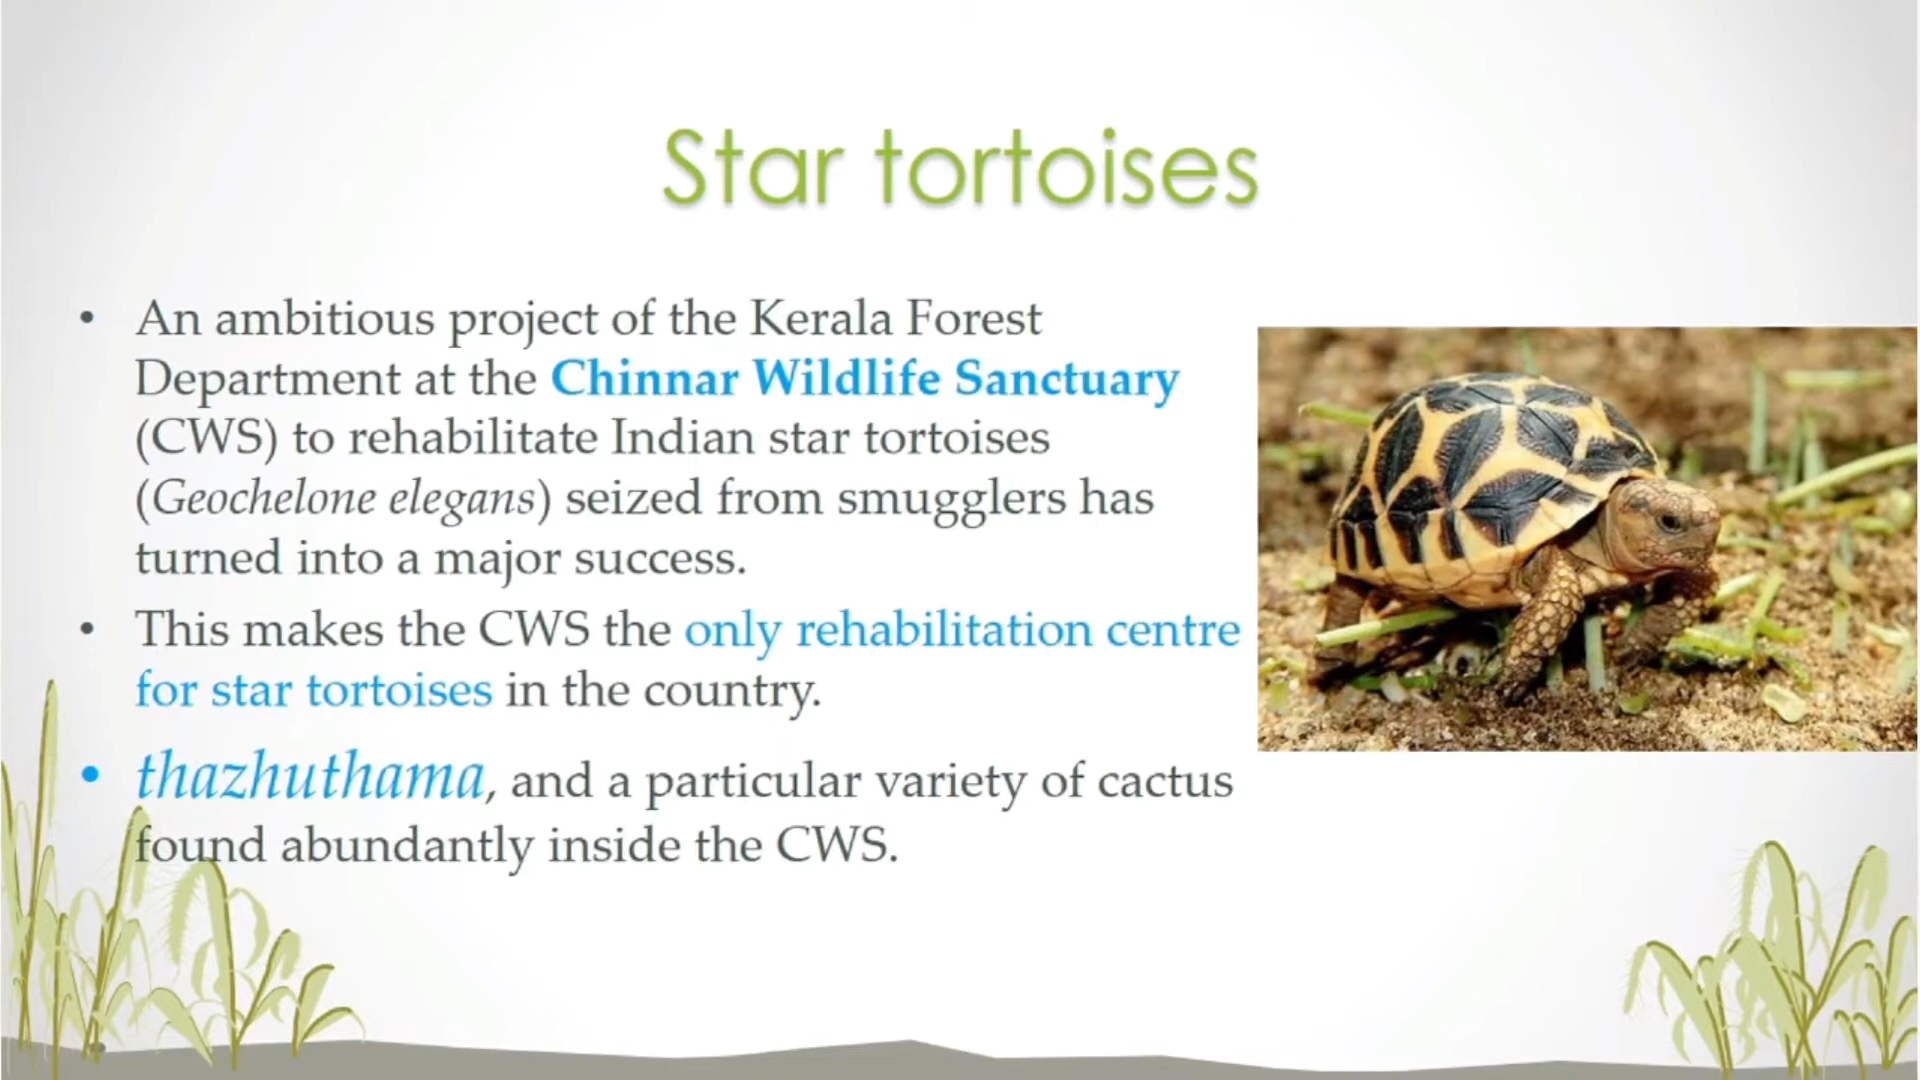 Star tortoises
• An ambitious project of the Kerala Forest
Department at the Chinnar Wildlife Sanctuary
(CWS) to rehabilitate Indian star tortoises
(Geochelone elegans) seized from smugglers has
turned into a major success.
• This makes the CWS the only rehabilitation centre
for star tortoises in the country.
• thazhuthama, and a particular variety of cactus
found abundantly inside the CWS.